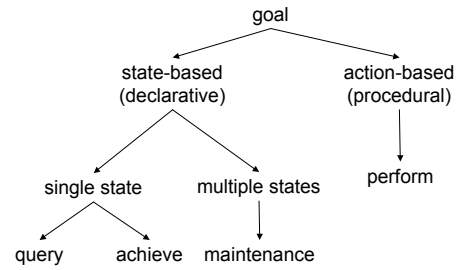 goal
state-based
(declarative)
action-based
(procedural)
single state
multiple states
perform
query
achieve
maintenance